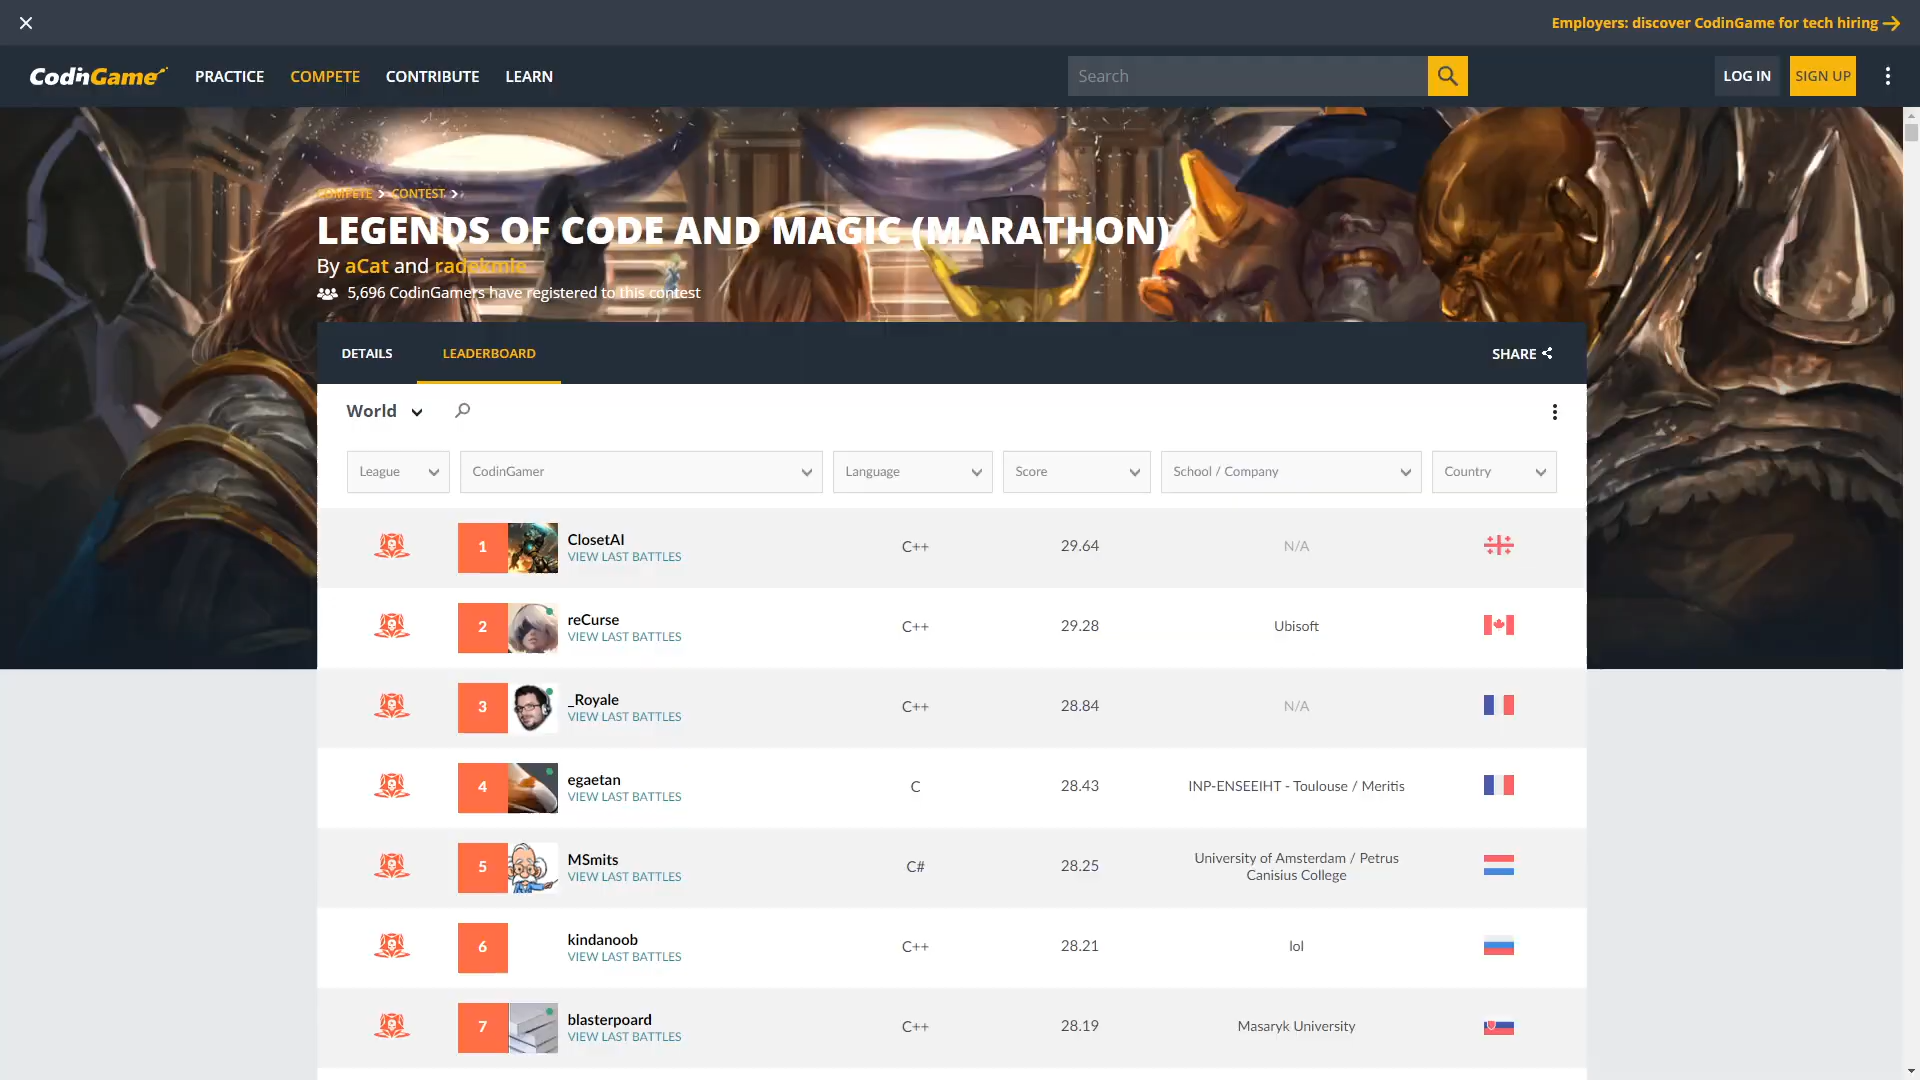 Employers: discover CodinGame for tech hiring
CodinGame PRACTICE COMPETE CONTRIBUTE LEARN Search LOG IN SIGN UP
COMPETE CONTEST
LEGENDS OF CODE AND MAGIC (MARATHON)
By aCat and radekmie
5,696 CodinGamers have registered to this contest
DETAILS LEADERBOARD SHARE
World
League CodinGamer Language Score School / Company Country
1 ClosetAI C++ 29.64 N/A
VIEW LAST BATTLES
2 reCurse C++ 29.28 Ubisoft
VIEW LAST BATTLES
3 _Royale C++ 28.84 N/A
VIEW LAST BATTLES
4 egaetan C 28.43 INP-ENSEEIHT - Toulouse / Meritis
VIEW LAST BATTLES
5 MSmits C# 28.25 University of Amsterdam / Petrus
VIEW LAST BATTLES Canisius College
6 kindanoob C++ 28.21 lol
VIEW LAST BATTLES
7 blasterpoard C++ 28.19 Masaryk University
VIEW LAST BATTLES